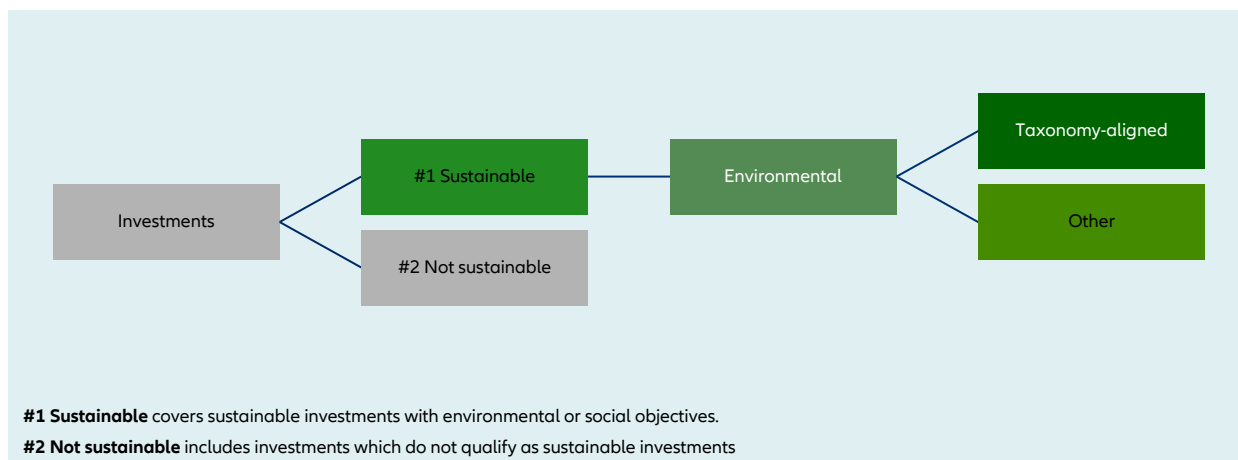 Taxonomy-aligned
#1 Sustainable
Environmental
Investments
Other
#2 Not sustainable
#1 Sustainable covers sustainable investments with environmental or social objectives.
#2 Not sustainable includes investments which do not qualify as sustainable investments